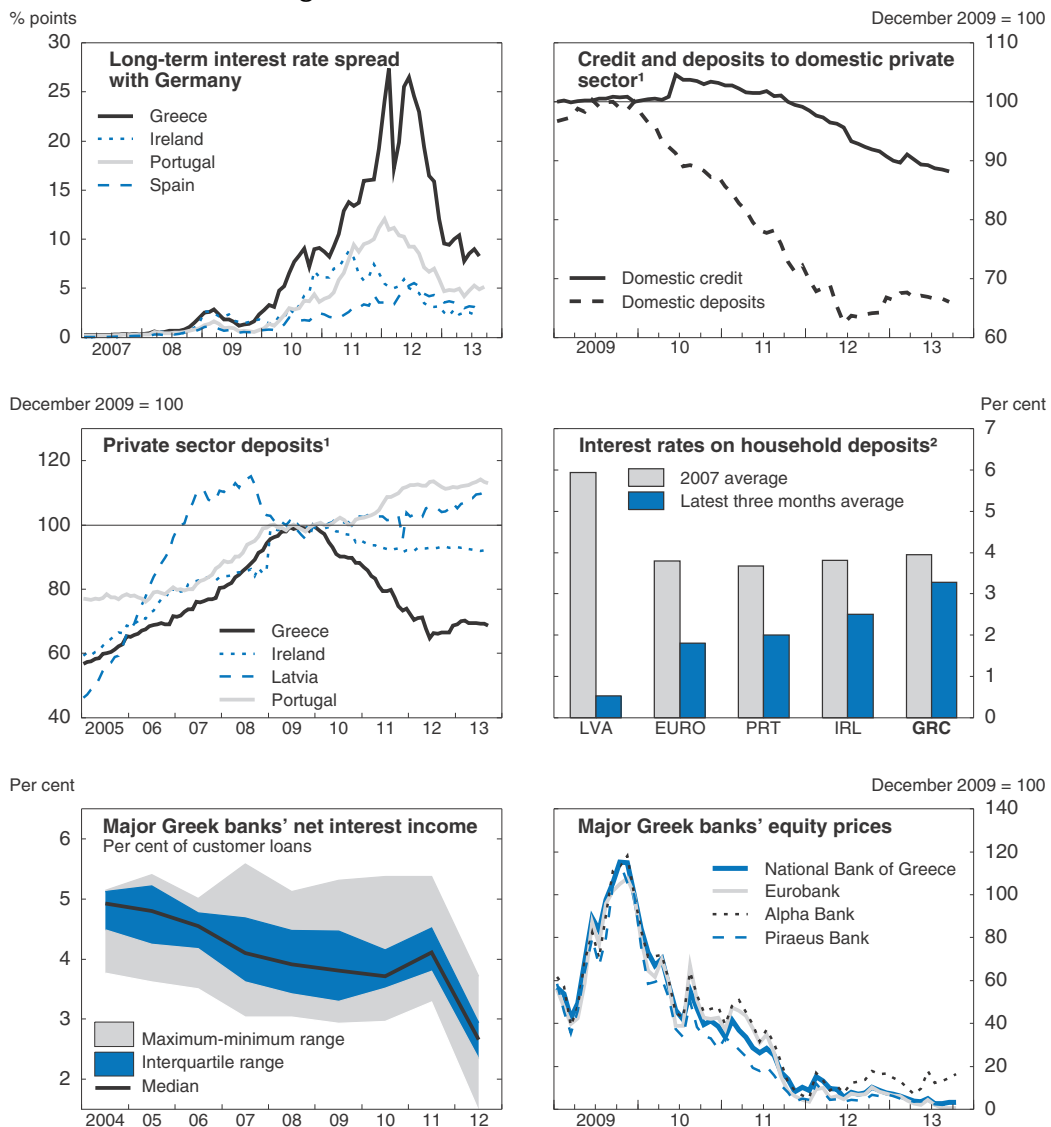 % points
December 2009 = 100
Long-term interest rate spread
with Germany
Greece
Ireland
Portugal
Spain
30
25
20
15
10
5
0
2007 08 09 10 11 12 13
Credit and deposits to domestic private
sector¹
Domestic credit
Domestic deposits
110
100
90
80
70
60
2009 10 11 12 13
December 2009 = 100
Per cent
Private sector deposits¹
Greece
Ireland
Latvia
Portugal
120
100
80
60
40
2005 06 07 08 09 10 11 12 13
Interest rates on household deposits²
2007 average
Latest three months average
7
6
5
4
3
2
1
0
LVA EURO PRT IRL GRC
Per cent
December 2009 = 100
Major Greek banks' net interest income
Per cent of customer loans
Maximum-minimum range
Interquartile range
Median
6
5
4
3
2
2004 05 06 07 08 09 10 11 12
Major Greek banks' equity prices
National Bank of Greece
Eurobank
Alpha Bank
Piraeus Bank
140
120
100
80
60
40
20
0
2009 10 11 12 13